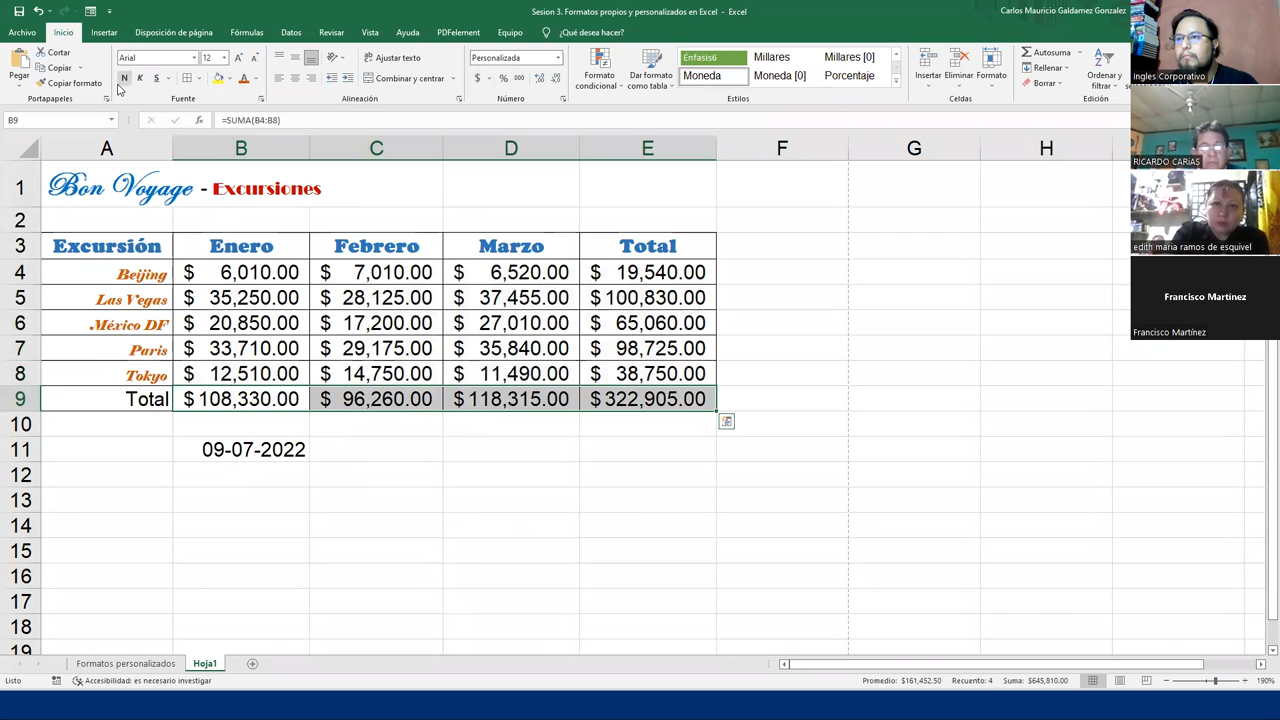 Sesion 3. Formatos propios y personalizados en Excel - Excel
Carlos Mauricio Galdamez Gonzalez
Archivo Inicio Insertar Disposición de página Fórmulas Datos Revisar Vista Ayuda PDFelement Equipo ¿Qué desea hacer?
Pegar
Cortar
Copiar
Copiar formato
Portapapeles
Arial 12
N K S
Fuente
Ajustar texto
Combinar y centrar
Alineación
Personalizada
$ % 000
Número
Formato condicional
Dar formato como tabla
Énfasis6 Millares Millares [0]
Moneda Moneda [0] Porcentaje
Estilos
Insertar Eliminar Formato
Celdas
Autosuma
Rellenar
Borrar
Ordenar y filtrar
Edición
B9 =SUMA(B4:B8)
A B C D E F G H
1 Bon Voyage - Excursiones
2
3 Excursión Enero Febrero Marzo Total
4 Beijing $ 6,010.00 $ 7,010.00 $ 6,520.00 $ 19,540.00
5 Las Vegas $ 35,250.00 $ 28,125.00 $ 37,455.00 $ 100,830.00
6 México DF $ 20,850.00 $ 17,200.00 $ 27,010.00 $ 65,060.00
7 Paris $ 33,710.00 $ 29,175.00 $ 35,840.00 $ 98,725.00
8 Tokyo $ 12,510.00 $ 14,750.00 $ 11,490.00 $ 38,750.00
9 Total $ 108,330.00 $ 96,260.00 $ 118,315.00 $ 322,905.00
10
11 09-07-2022
12
13
14
15
16
17
18
19
Formatos personalizados Hoja1
Listo Accesibilidad: es necesario investigar Promedio: $161,452.50 Recuento: 4 Suma: $645,810.00 190%
Ingles Corporativo
RICARDO CARíAS
edith maria ramos de esquivel
Francisco Martínez
Francisco Martínez